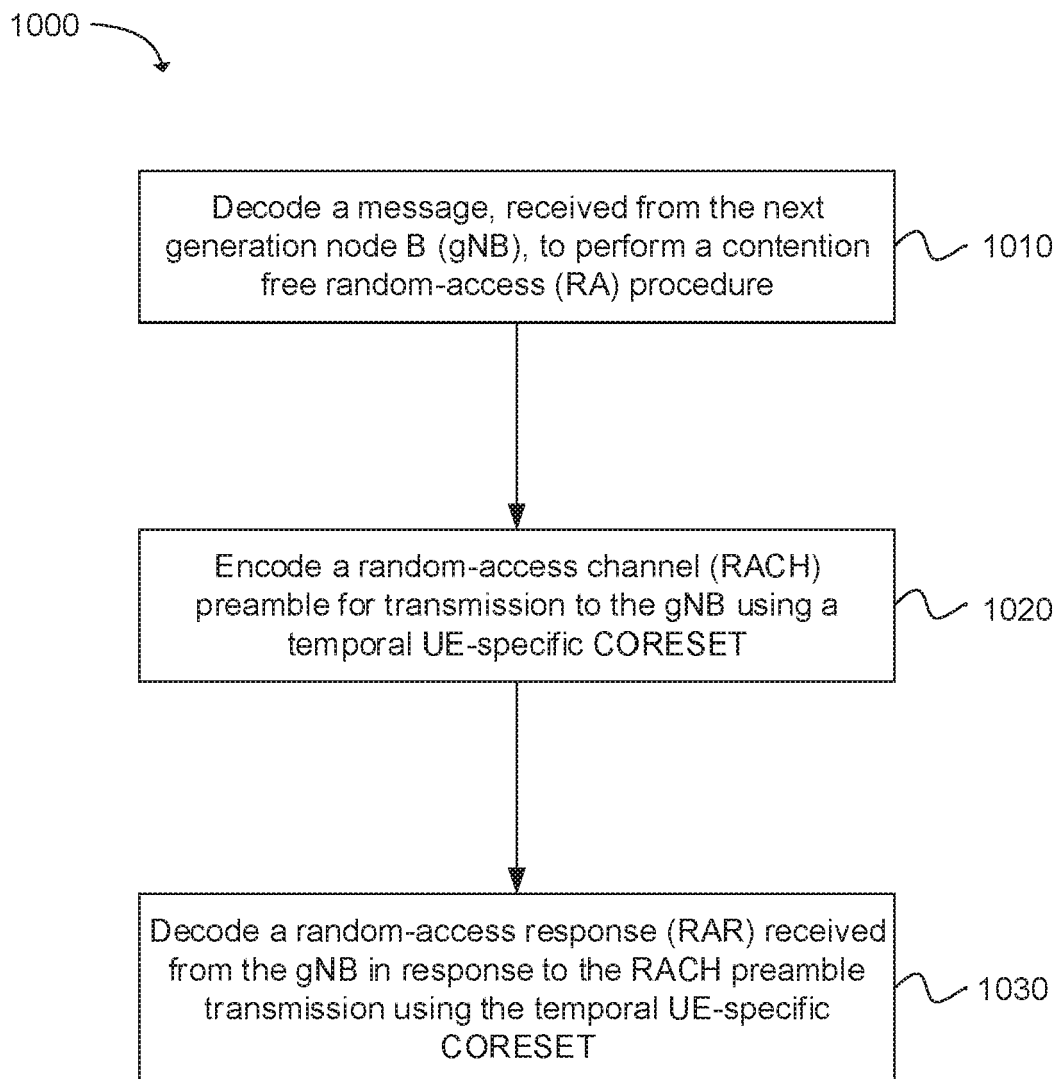 1000
Decode a message, received from the next
generation node B (gNB), to perform a contention
free random-access (RA) procedure
1010
Encode a random-access channel (RACH)
preamble for transmission to the gNB using a
temporal UE-specific CORESET
1020
Decode a random-access response (RAR) received
from the gNB in response to the RACH preamble
transmission using the temporal UE-specific
CORESET
1030